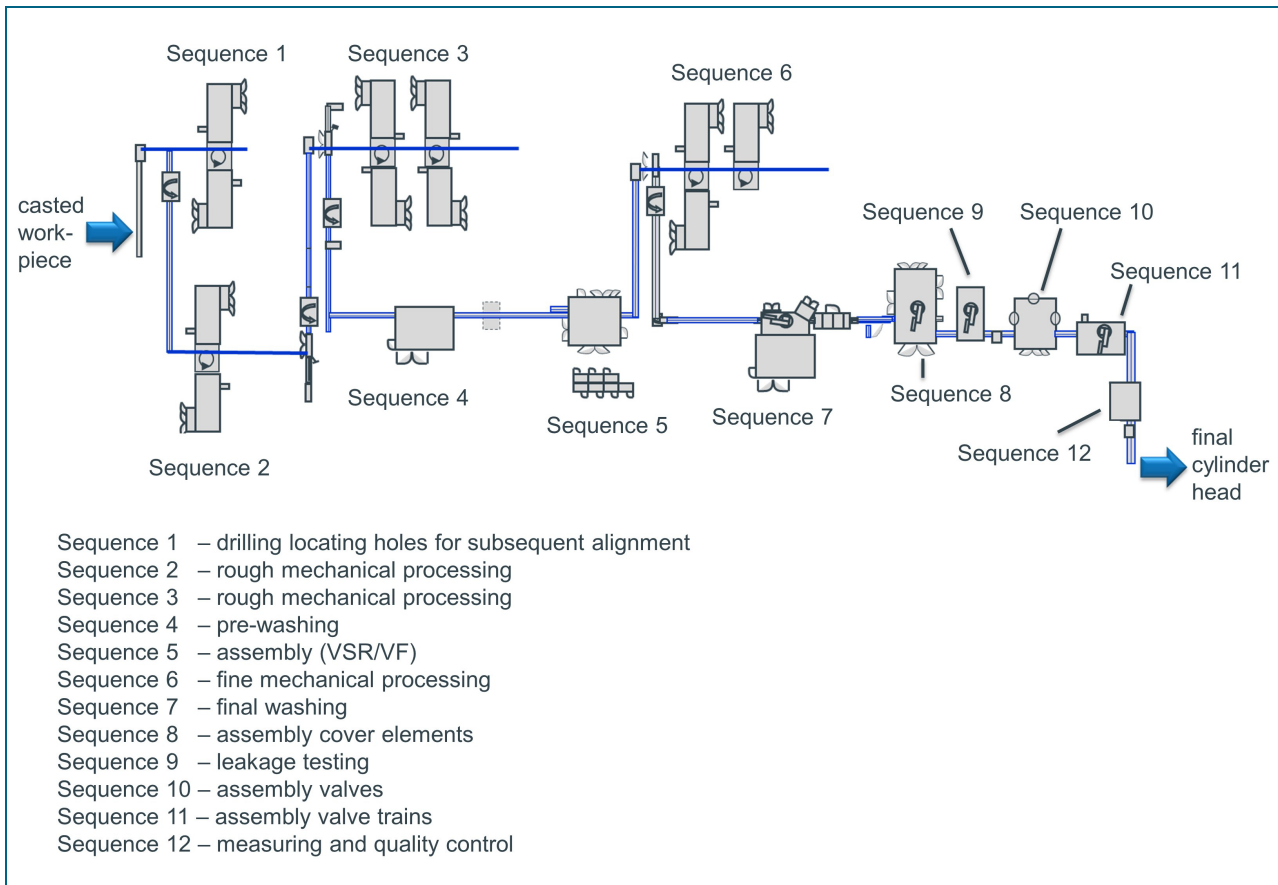 Sequence 1
Sequence 3
Sequence 6
casted
work-
piece
Sequence 9
Sequence 10
Sequence 11
Sequence 4
Sequence 5
Sequence 7
Sequence 8
Sequence 2
Sequence 12
final
cylinder
head
Sequence 1 – drilling locating holes for subsequent alignment
Sequence 2 – rough mechanical processing
Sequence 3 – rough mechanical processing
Sequence 4 – pre-washing
Sequence 5 – assembly (VSR/VF)
Sequence 6 – fine mechanical processing
Sequence 7 – final washing
Sequence 8 – assembly cover elements
Sequence 9 – leakage testing
Sequence 10 – assembly valves
Sequence 11 – assembly valve trains
Sequence 12 – measuring and quality control